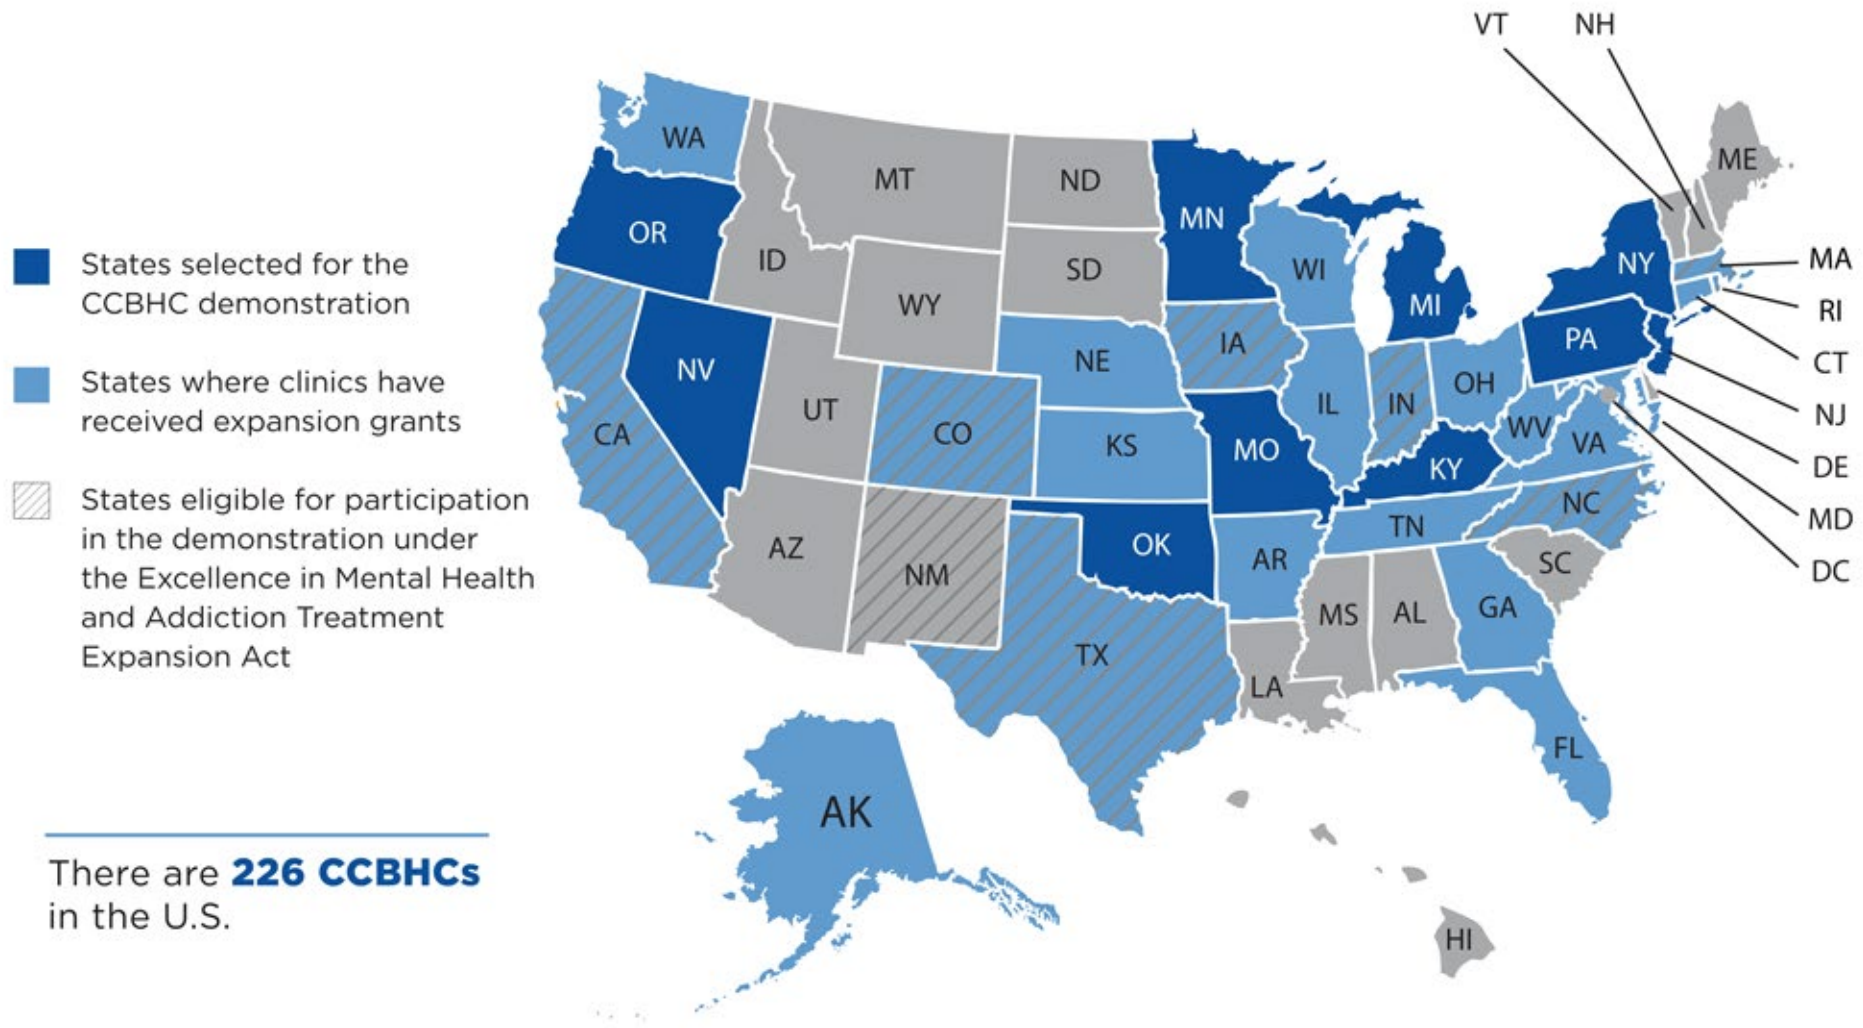 VT
NH
WA
MT
ND
MN
ME
OR
ID
SD
WI
NY
MA
WY
MI
RI
NV
NE
IA
PA
CT
UT
CO
KS
IL
IN
OH
NJ
CA
MO
KY
WV
VA
DE
AZ
NM
OK
AR
TN
NC
MD
SC
DC
TX
MS
AL
GA
LA
FL
AK
HI
States selected for the
CCBHC demonstration
States where clinics have
received expansion grants
States eligible for participation
in the demonstration under
the Excellence in Mental Health
and Addiction Treatment
Expansion Act
There are 226 CCBHCs
in the U.S.